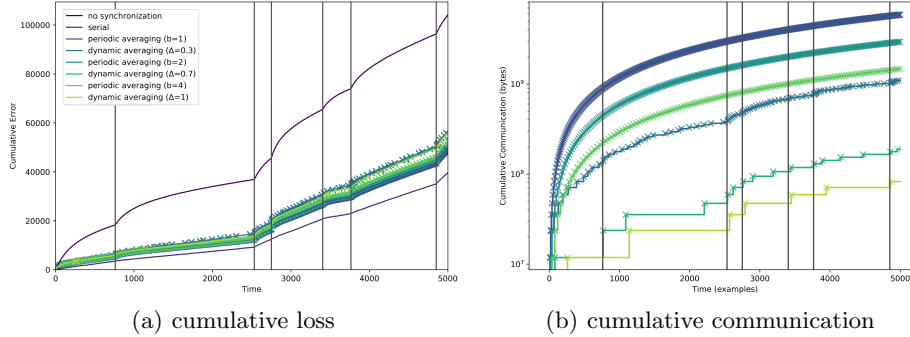 no synchronization
serial
periodic averaging (b=1)
dynamic averaging (Δ=0.3)
periodic averaging (b=2)
dynamic averaging (Δ=0.7)
periodic averaging (b=4)
dynamic averaging (Δ=1)
Cumulative Error
100000
80000
60000
40000
20000
0
0 1000 2000 3000 4000 5000
Time
(a) cumulative loss
Cumulative Communication (bytes)
10⁹
10⁸
10⁷
0 1000 2000 3000 4000 5000
Time (examples)
(b) cumulative communication